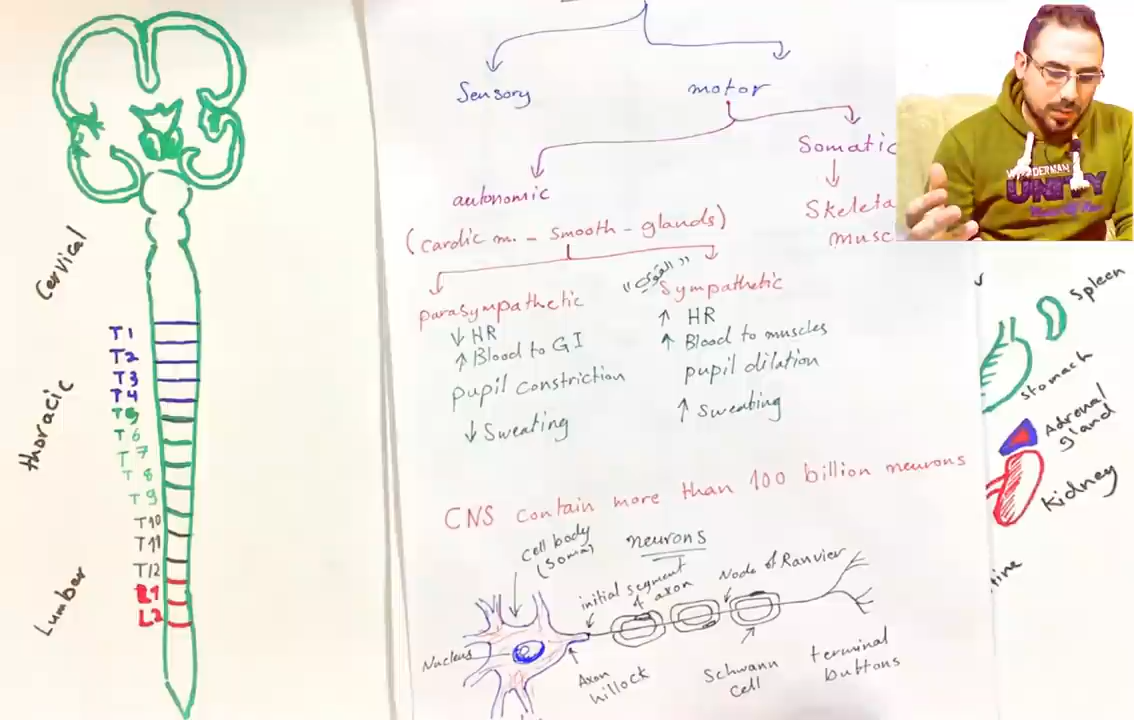 Sensory
motor
Somatic
autonomic
Skeleta
musc
(Cardic m. - smooth - glands)
parasympathetic
↓ HR
↑ Blood to GI
pupil constriction
↓ Sweating
Sympathetic
↑ HR
↑ Blood to muscles
pupil dilation
↑ Sweating
CNS contain more than 100 billion neurons
neurons
cell body
(soma)
initial segment
of axon
Node of Ranvier
Nucleus
Axon
hillock
Schwann
cell
terminal
buttons
Cervical
thoracic
Lumbar
T1
T2
T3
T4
T5
T6
T7
T8
T9
T10
T11
T12
L1
L2
Spleen
Stomach
Adrenal
gland
Kidney
UNITY